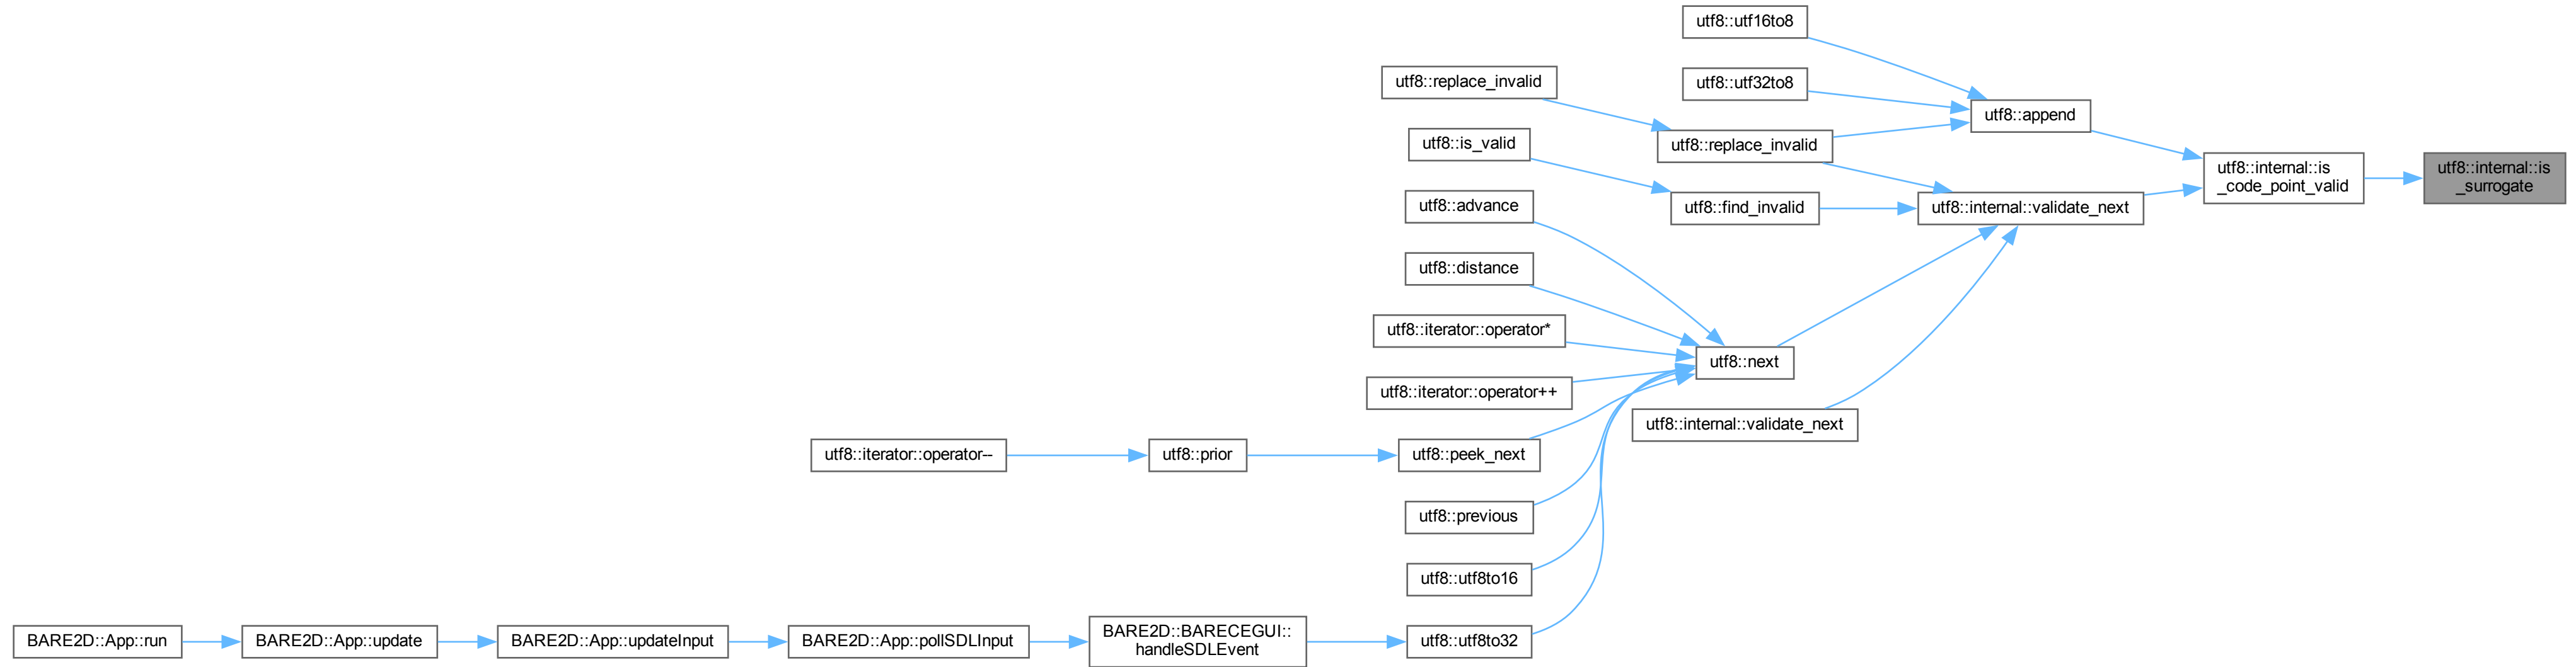 utf8::utf16to8
utf8::replace_invalid
utf8::utf32to8
utf8::append
utf8::is_valid
utf8::replace_invalid
utf8::internal::is
_code_point_valid
utf8::internal::is
_surrogate
utf8::advance
utf8::find_invalid
utf8::internal::validate_next
utf8::distance
utf8::iterator::operator*
utf8::next
utf8::iterator::operator++
utf8::internal::validate_next
utf8::iterator::operator--
utf8::prior
utf8::peek_next
utf8::previous
utf8::utf8to16
BARE2D::App::run
BARE2D::App::update
BARE2D::App::updateInput
BARE2D::App::pollSDLInput
BARE2D::BARECEGUI::
handleSDLEvent
utf8::utf8to32